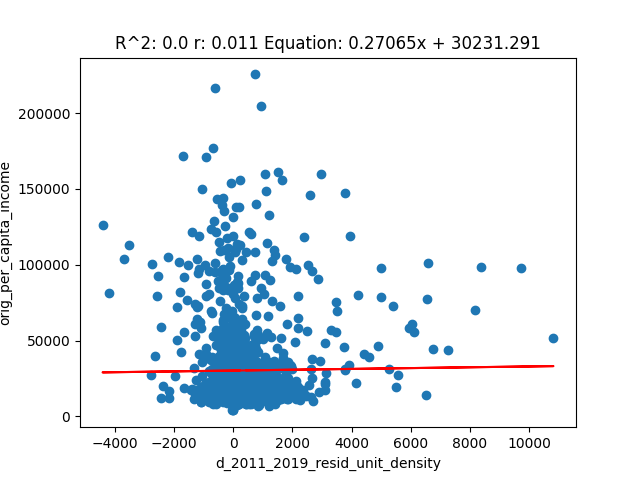 R^2: 0.0 r: 0.011 Equation: 0.27065x + 30231.291
orig_per_capita_income
200000
150000
100000
50000
0
−4000 −2000 0 2000 4000 6000 8000 10000
d_2011_2019_resid_unit_density